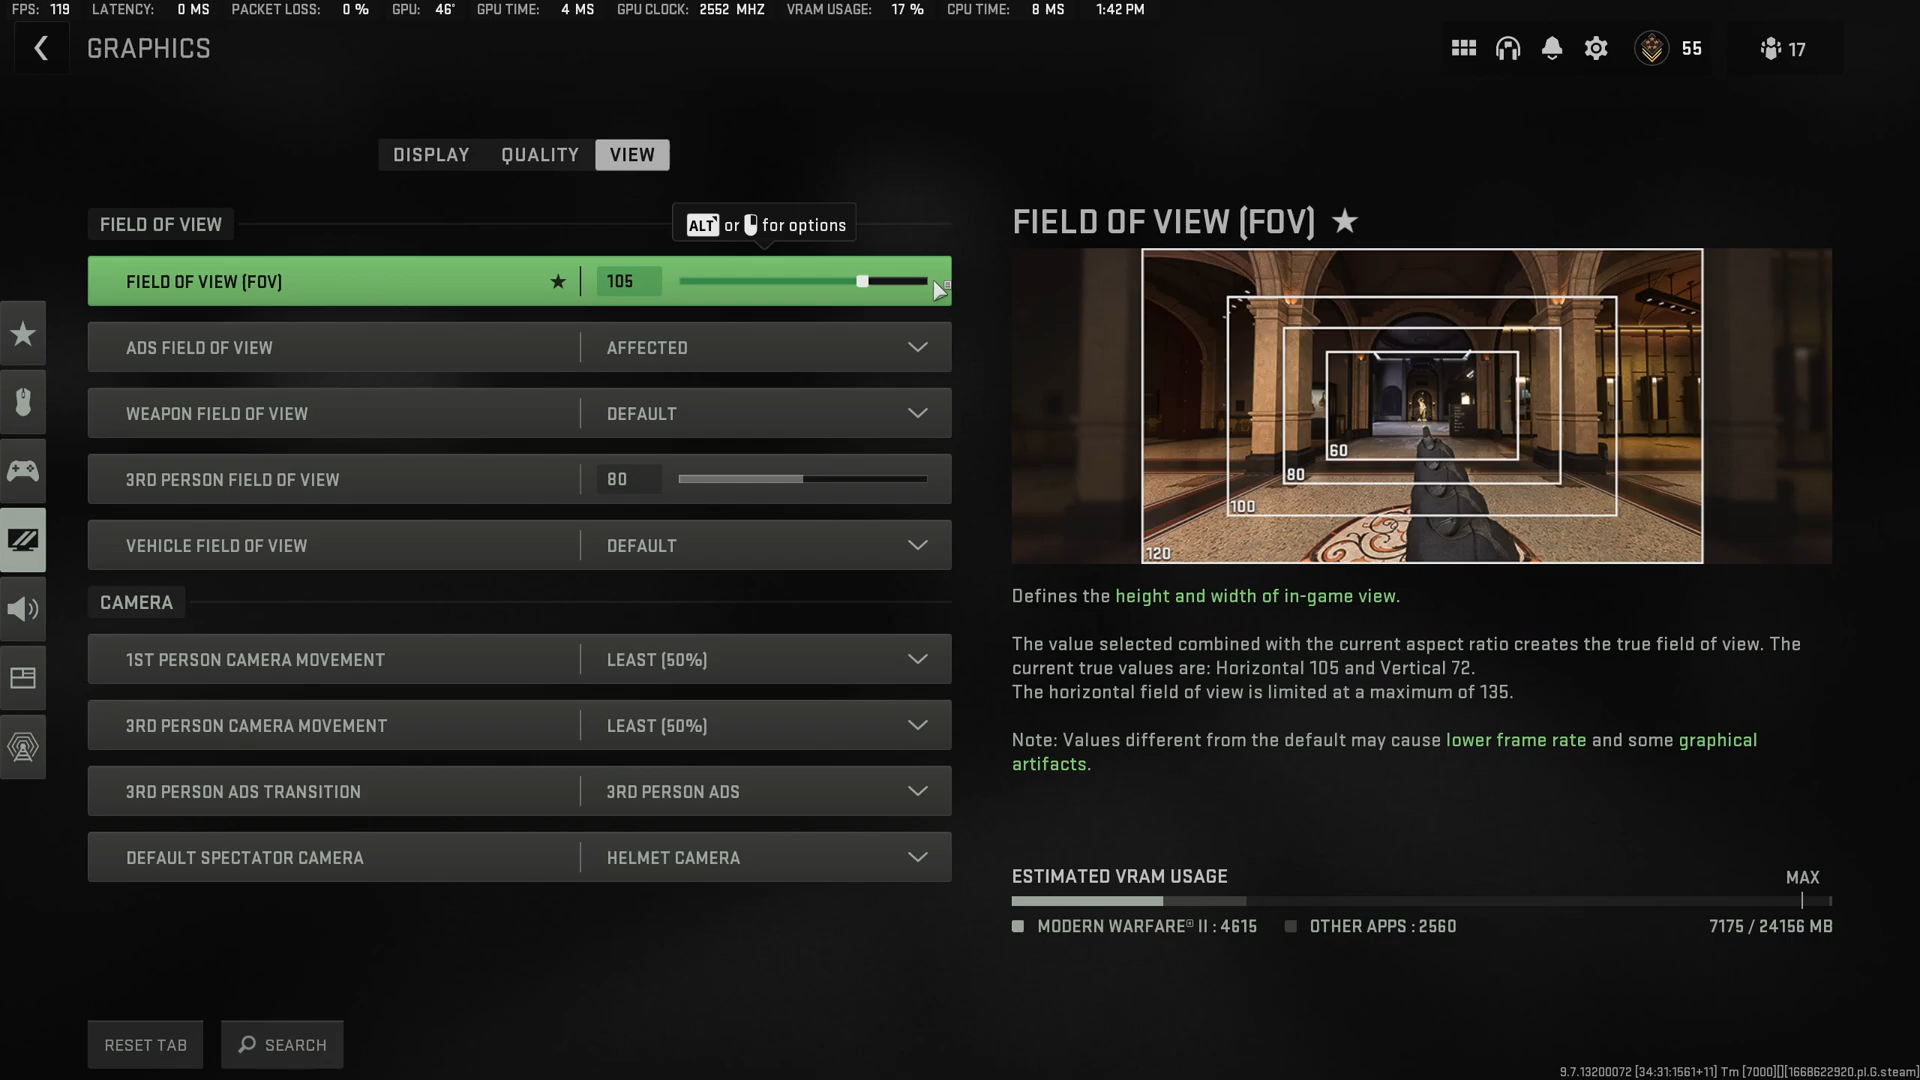 FPS: 119 LATENCY: 0 MS PACKET LOSS: 0 % GPU: 46° GPU TIME: 4 MS GPU CLOCK: 2552 MHZ VRAM USAGE: 17 % CPU TIME: 8 MS 1:42 PM
GRAPHICS
55
17
DISPLAY QUALITY VIEW
FIELD OF VIEW
ALT or for options
FIELD OF VIEW (FOV) 105
ADS FIELD OF VIEW AFFECTED
WEAPON FIELD OF VIEW DEFAULT
3RD PERSON FIELD OF VIEW 80
VEHICLE FIELD OF VIEW DEFAULT
CAMERA
1ST PERSON CAMERA MOVEMENT LEAST (50%)
3RD PERSON CAMERA MOVEMENT LEAST (50%)
3RD PERSON ADS TRANSITION 3RD PERSON ADS
DEFAULT SPECTATOR CAMERA HELMET CAMERA
RESET TAB SEARCH
FIELD OF VIEW (FOV)
60
80
100
120
Defines the height and width of in-game view.
The value selected combined with the current aspect ratio creates the true field of view. The
current true values are: Horizontal 105 and Vertical 72.
The horizontal field of view is limited at a maximum of 135.
Note: Values different from the default may cause lower frame rate and some graphical
artifacts.
ESTIMATED VRAM USAGE MAX
MODERN WARFARE® II : 4615 OTHER APPS : 2560 7175 / 24156 MB
9.7.13200072 [34:31:1561+11] Tm [7000][][1668622920.pl.G.steam]